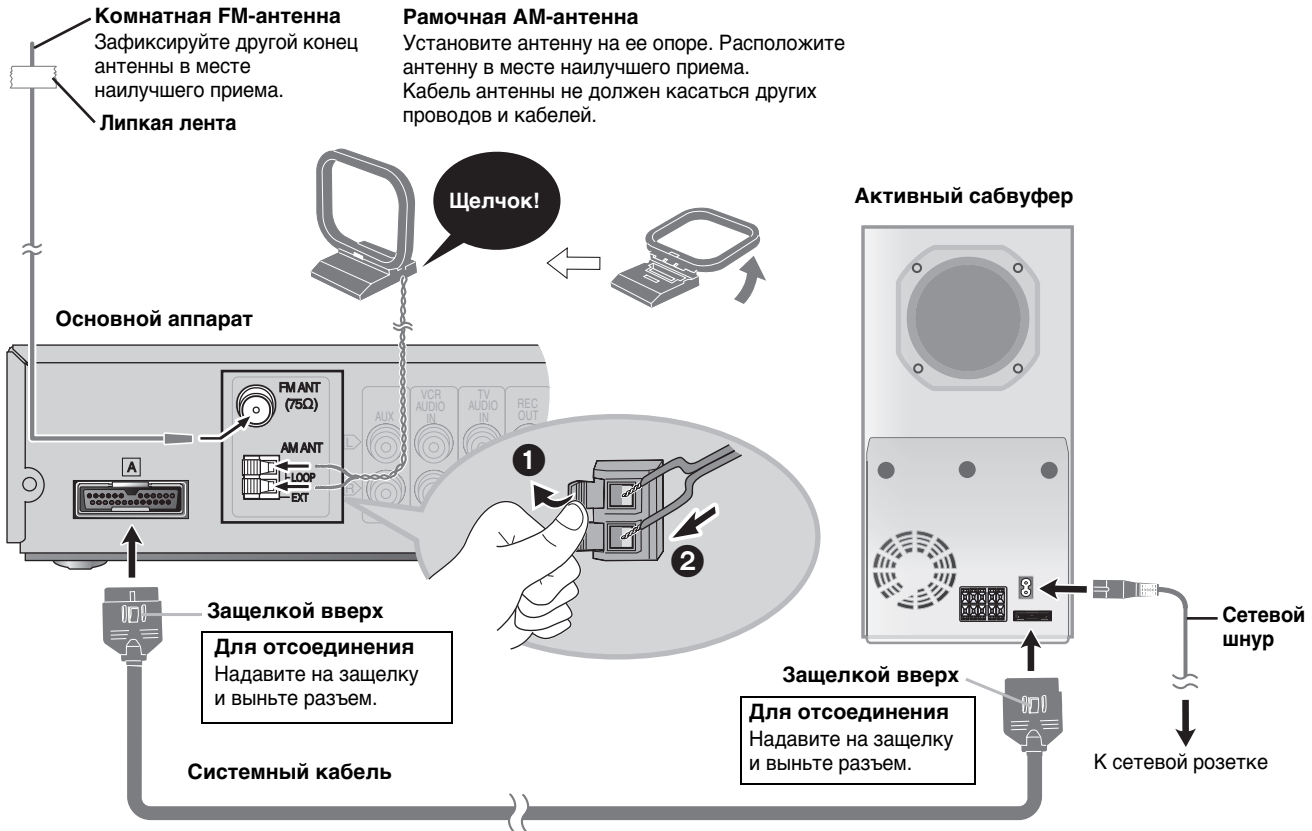 Комнатная FM-антенна
Зафиксируйте другой конец
антенны в месте
наилучшего приема.
Липкая лента
Рамочная AM-антенна
Установите антенну на ее опоре. Расположите
антенну в месте наилучшего приема.
Кабель антенны не должен касаться других
проводов и кабелей.
Щелчок!
Активный сабвуфер
Основной аппарат
FM ANT
(75Ω)
AM ANT
LOOP
EXT
A
AUX
VCR
AUDIO
IN
TV
AUDIO
IN
REC
OUT
L
R
1
2
Защелкой вверх
Для отсоединения
Надавите на защелку
и выньте разъем.
Системный кабель
Защелкой вверх
Для отсоединения
Надавите на защелку
и выньте разъем.
Сетевой
шнур
К сетевой розетке